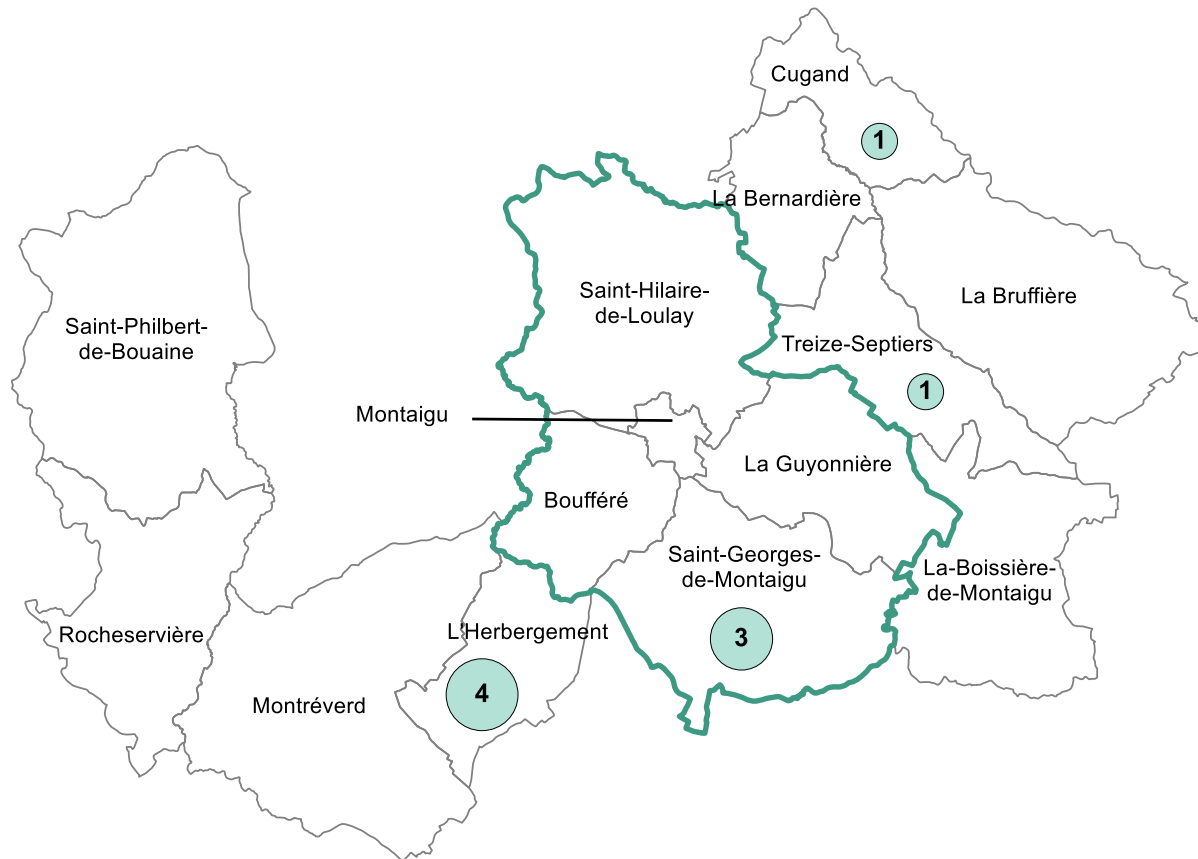 Cugand
1
La Bernardière
Saint-Hilaire-
de-Loulay
La Bruffière
Saint-Philbert-
de-Bouaine
Treize-Septiers
1
Montaigu
La Guyonnière
Boufféré
Saint-Georges-
de-Montaigu
La-Boissière-
de-Montaigu
Rocheservière
L'Herbergement
3
4
Montréverd